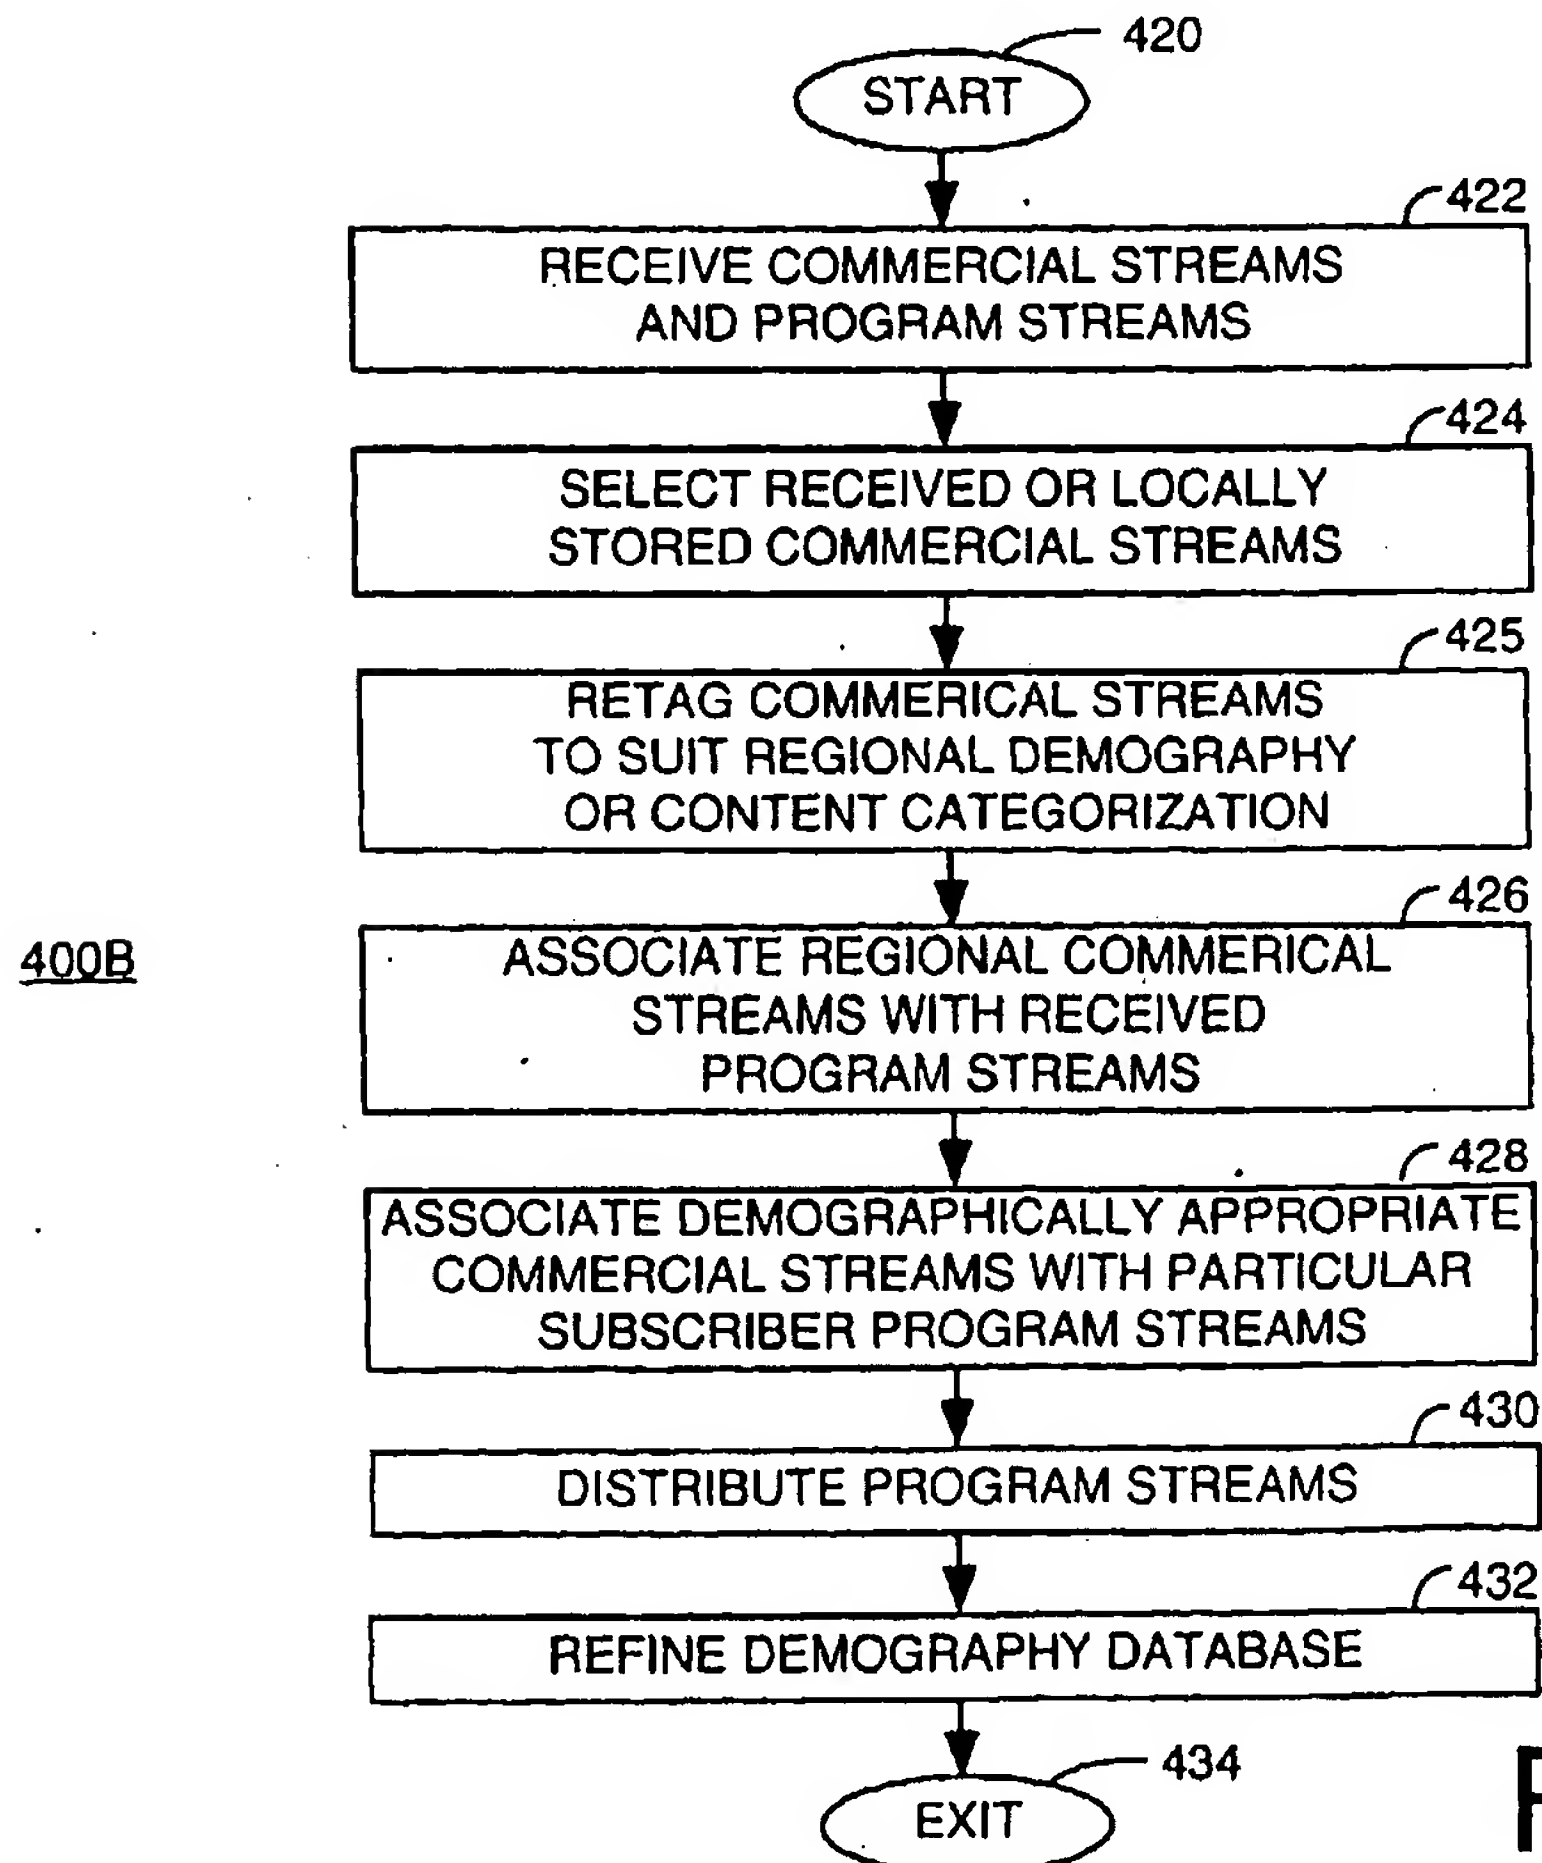 420
START
422
RECEIVE COMMERCIAL STREAMS
AND PROGRAM STREAMS
424
SELECT RECEIVED OR LOCALLY
STORED COMMERCIAL STREAMS
425
RETAG COMMERICAL STREAMS
TO SUIT REGIONAL DEMOGRAPHY
OR CONTENT CATEGORIZATION
426
400B
ASSOCIATE REGIONAL COMMERICAL
STREAMS WITH RECEIVED
PROGRAM STREAMS
428
ASSOCIATE DEMOGRAPHICALLY APPROPRIATE
COMMERCIAL STREAMS WITH PARTICULAR
SUBSCRIBER PROGRAM STREAMS
430
DISTRIBUTE PROGRAM STREAMS
432
REFINE DEMOGRAPHY DATABASE
434
EXIT